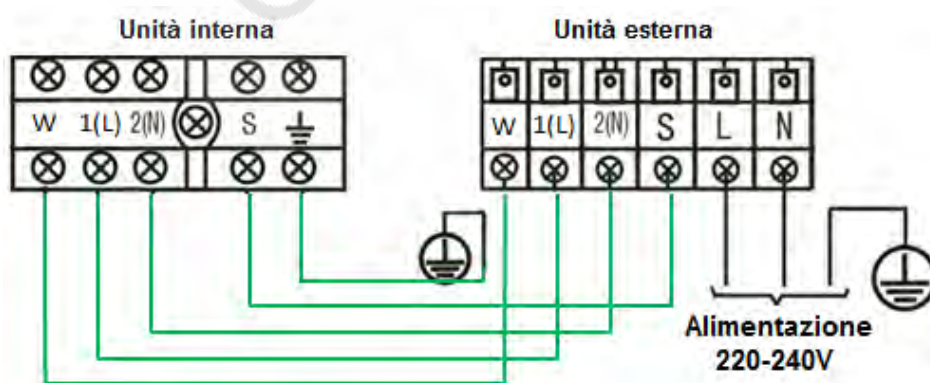 Unità interna
Unità esterna
W 1(L) 2(N) S
W 1(L) 2(N) S L N
Alimentazione
220-240V